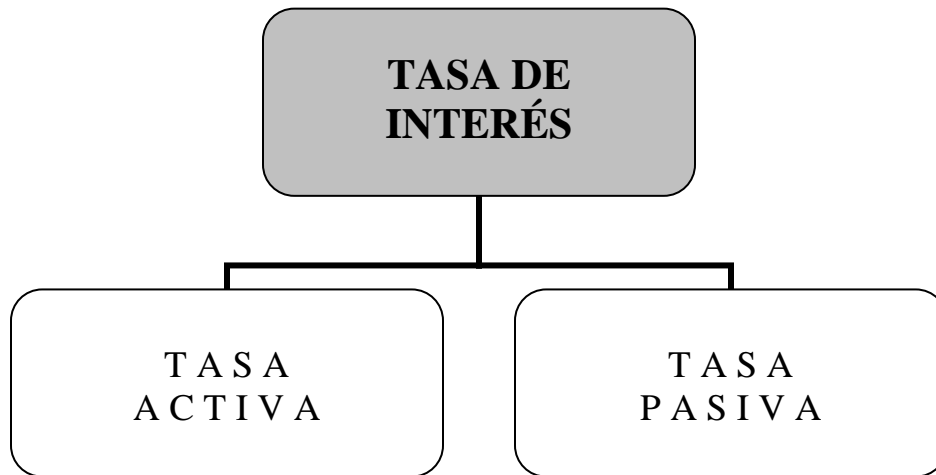 TASA DE
INTERÉS
T A S A
A C T I V A
T A S A
P A S I V A